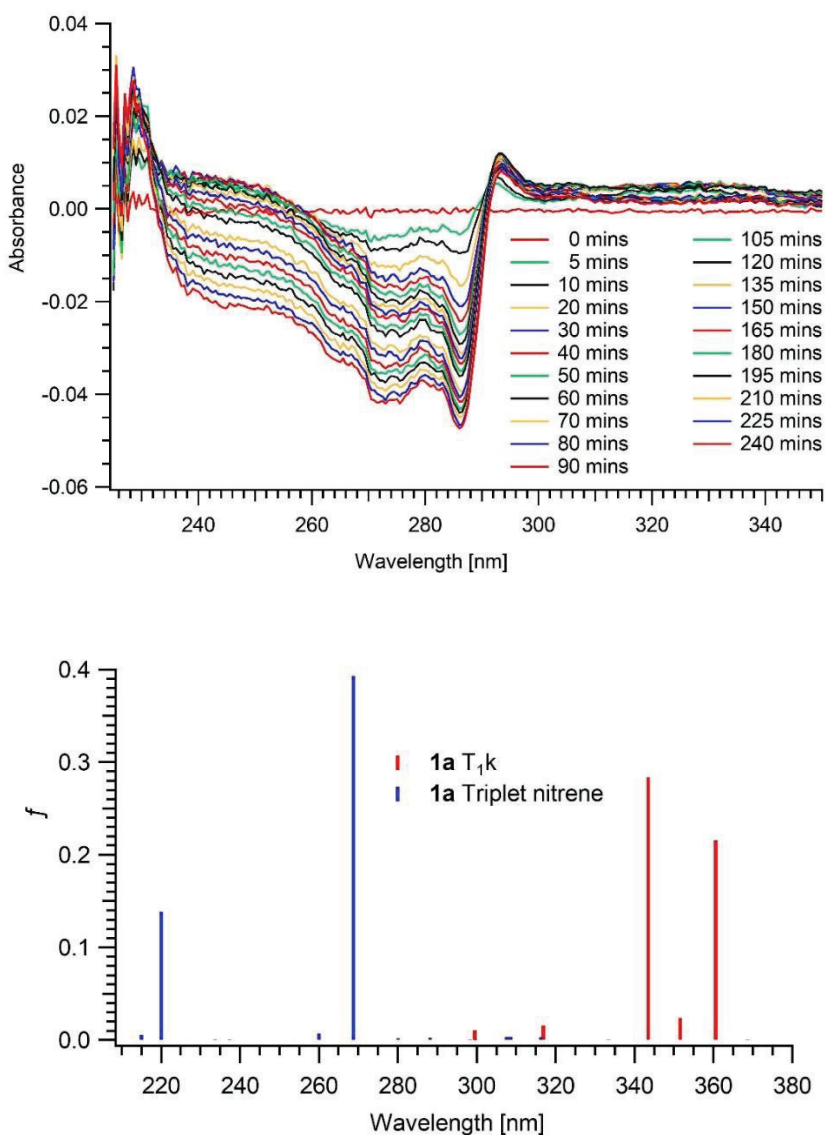 0.04
0.02
0.00
-0.02
-0.04
-0.06
Absorbance
0 mins 105 mins
5 mins 120 mins
10 mins 135 mins
20 mins 150 mins
30 mins 165 mins
40 mins 180 mins
50 mins 195 mins
60 mins 210 mins
70 mins 225 mins
80 mins 240 mins
90 mins
240 260 280 300 320 340
Wavelength [nm]
0.4
0.3
0.2
0.1
0.0
f
1a T₁k
1a Triplet nitrene
220 240 260 280 300 320 340 360 380
Wavelength [nm]